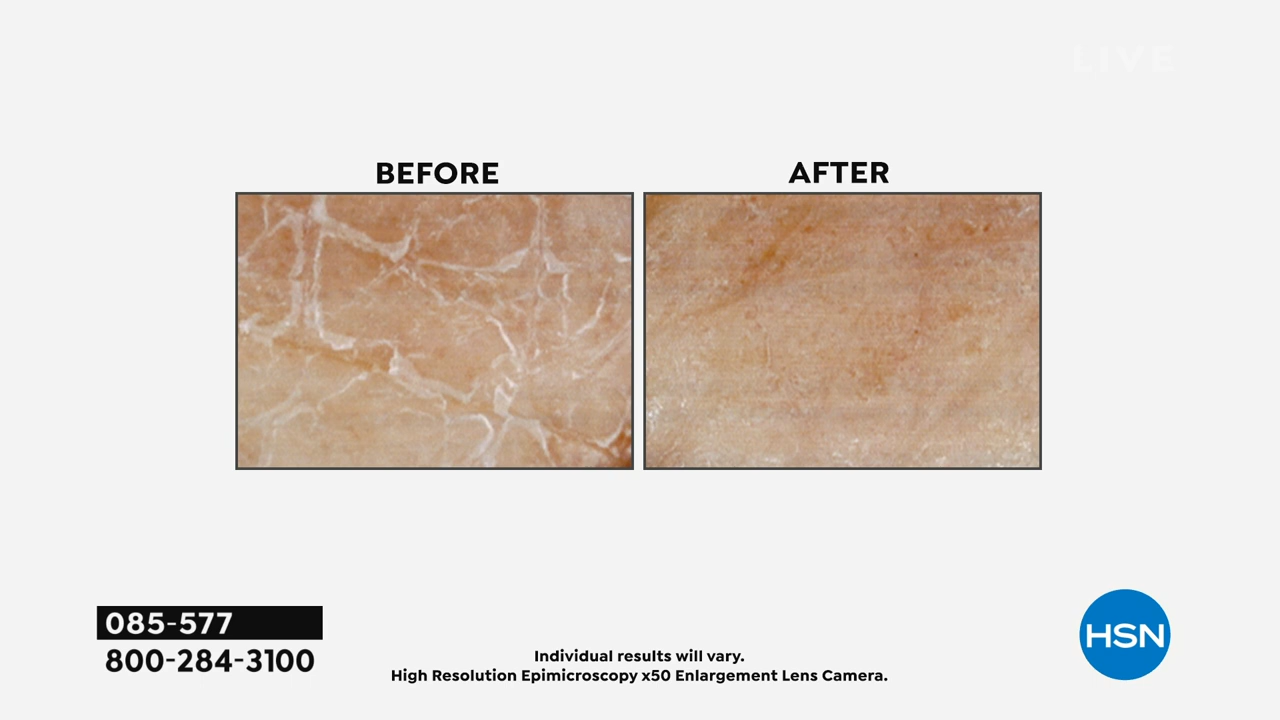 LIVE
BEFORE
AFTER
085-577
800-284-3100
Individual results will vary.
High Resolution Epimicroscopy x50 Enlargement Lens Camera.
HSN